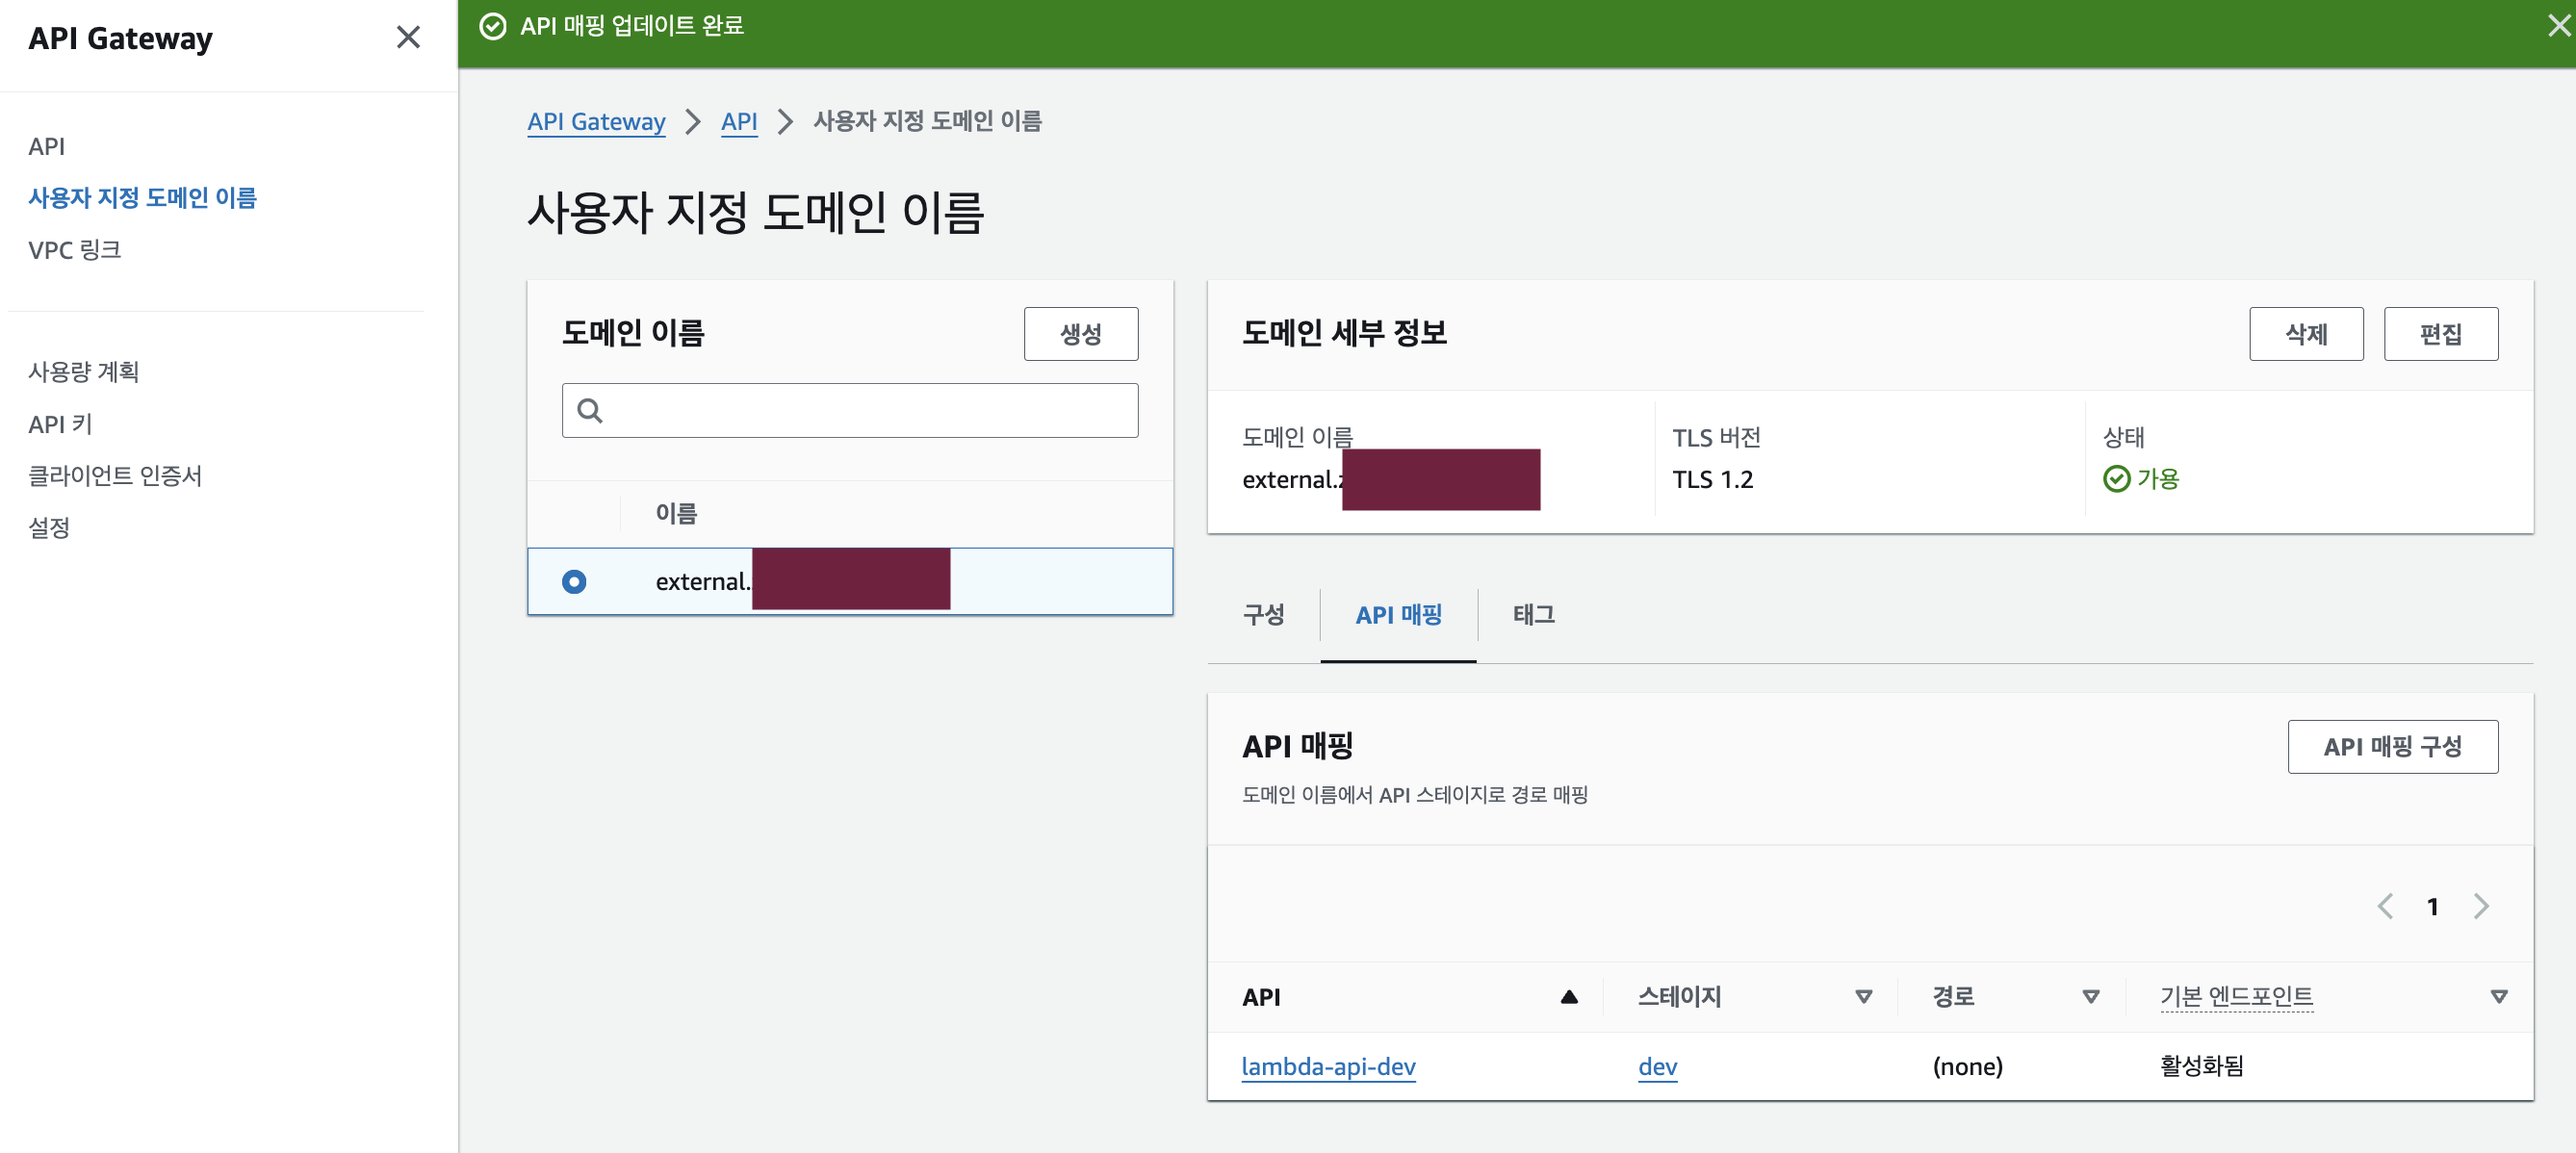 API Gateway
API
사용자 지정 도메인 이름
VPC 링크
사용량 계획
API 키
클라이언트 인증서
설정
API 매핑 업데이트 완료
API Gateway > API > 사용자 지정 도메인 이름
사용자 지정 도메인 이름
도메인 이름
생성
이름
external.
도메인 세부 정보
삭제
편집
도메인 이름
external.
TLS 버전
TLS 1.2
상태
가용
구성
API 매핑
태그
API 매핑
API 매핑 구성
도메인 이름에서 API 스테이지로 경로 매핑
1
API 스테이지 경로 기본 엔드포인트
lambda-api-dev dev (none) 활성화됨